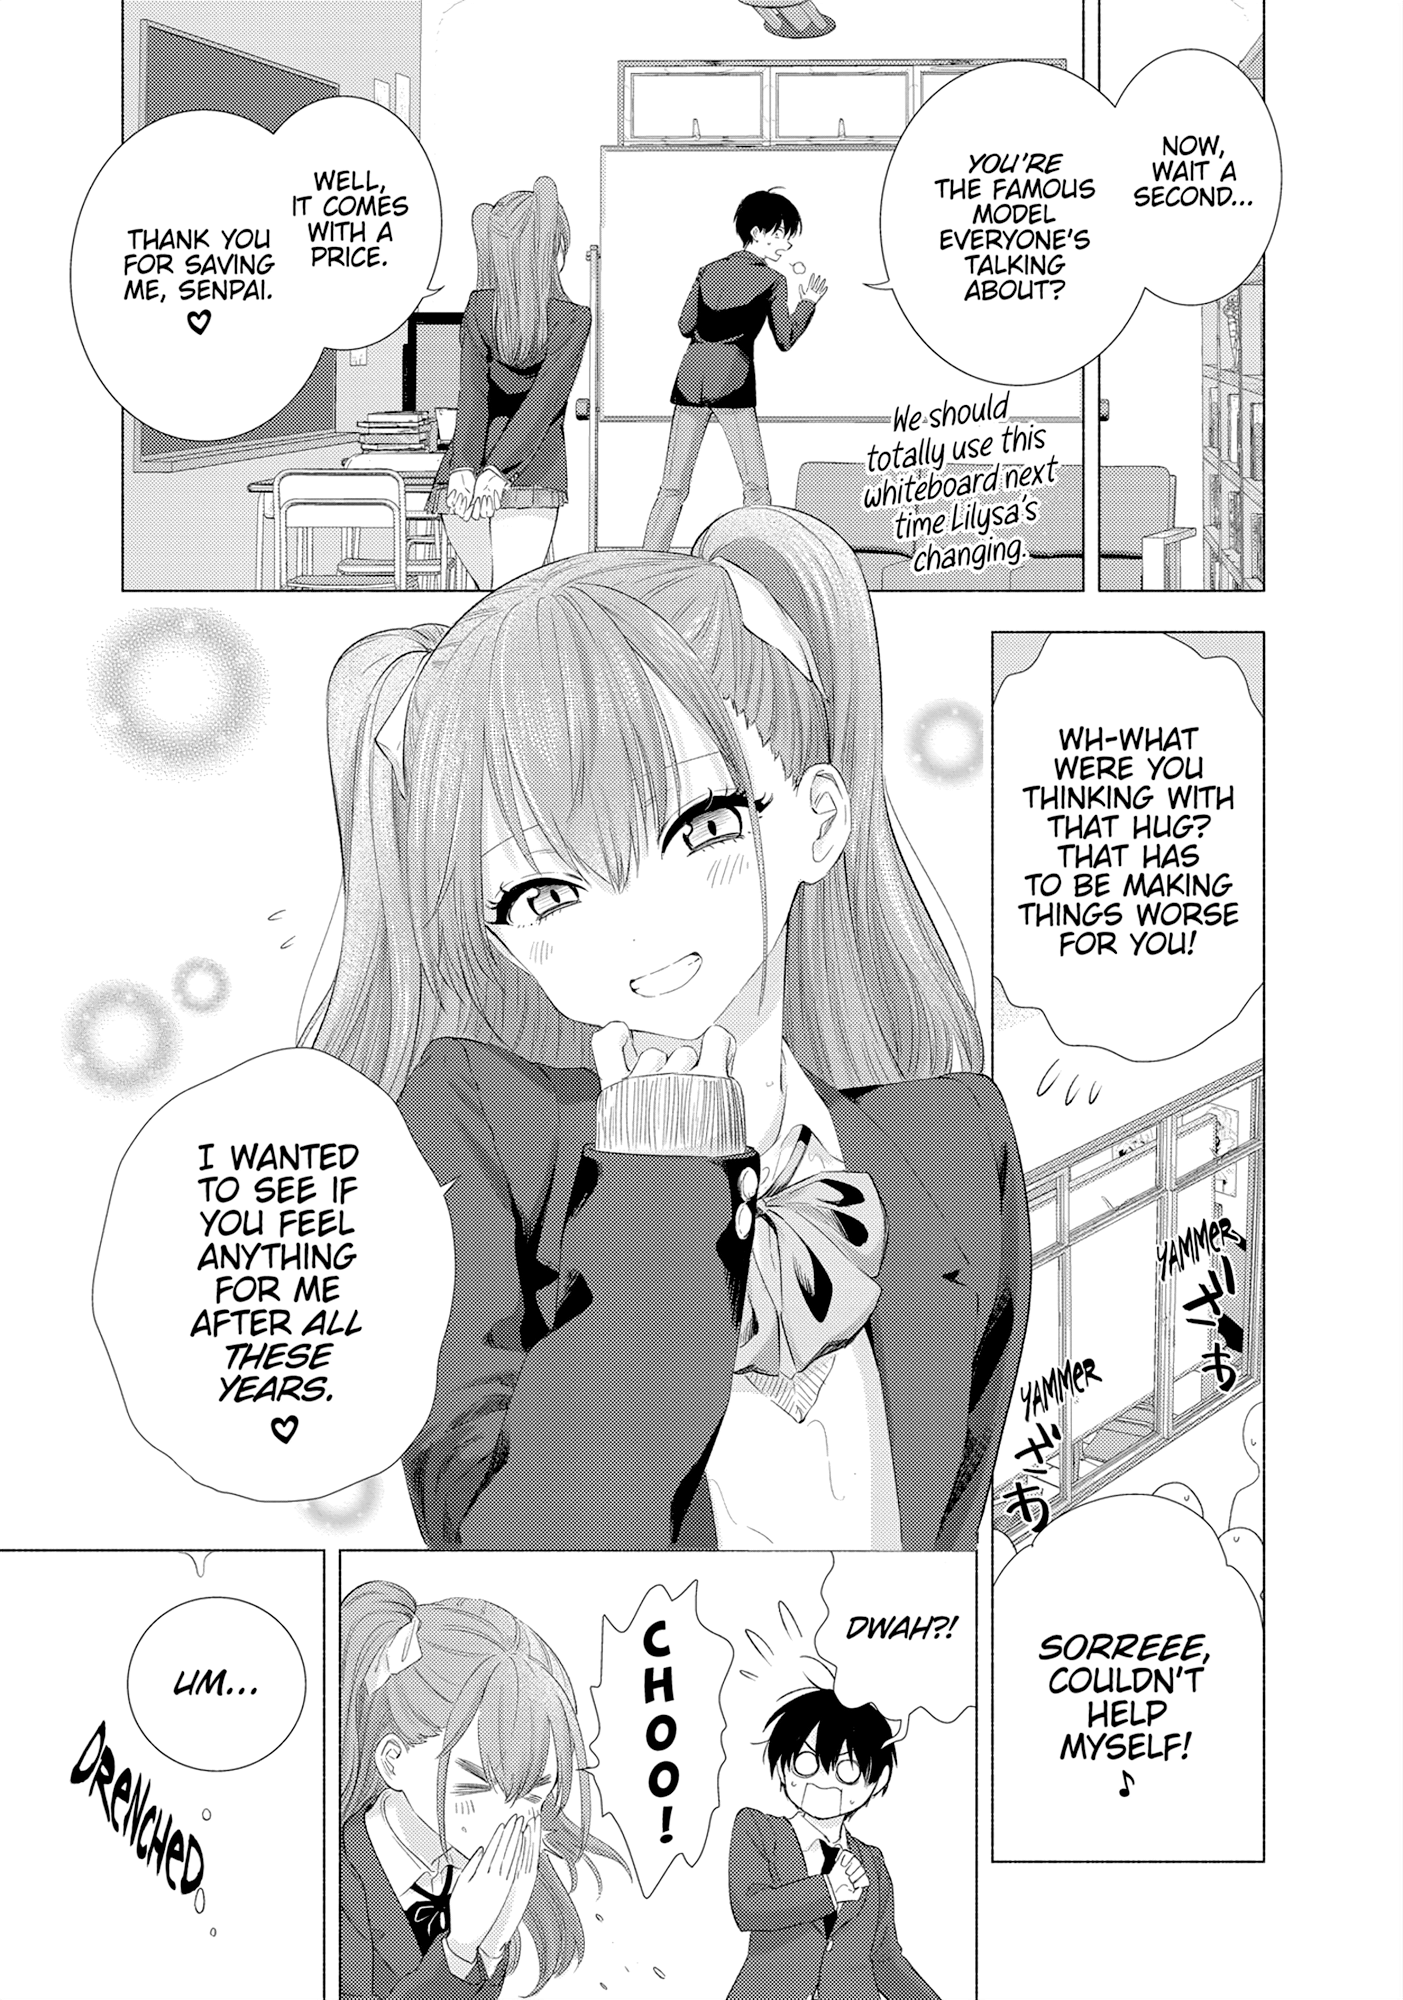 NOW,
WAIT A
SECOND...
YOU'RE
THE FAMOUS
MODEL
EVERYONE'S
TALKING
ABOUT?
We should
totally use this
whiteboard next
time Lilysa's
changing.
WELL,
IT COMES
WITH A
PRICE.
THANK YOU
FOR SAVING
ME, SENPAI.
♡
WH-WHAT
WERE YOU
THINKING WITH
THAT HUG?
THAT HAS
TO BE MAKING
THINGS WORSE
FOR YOU!
YAMMER
ざわ
YAMMER
ざわ
SORREEE,
COULDN'T
HELP
MYSELF!
♪
I WANTED
TO SEE IF
YOU FEEL
ANYTHING
FOR ME
AFTER ALL
THESE
YEARS.
♡
DWAH?!
CHOO!
UM...
DRENCHED